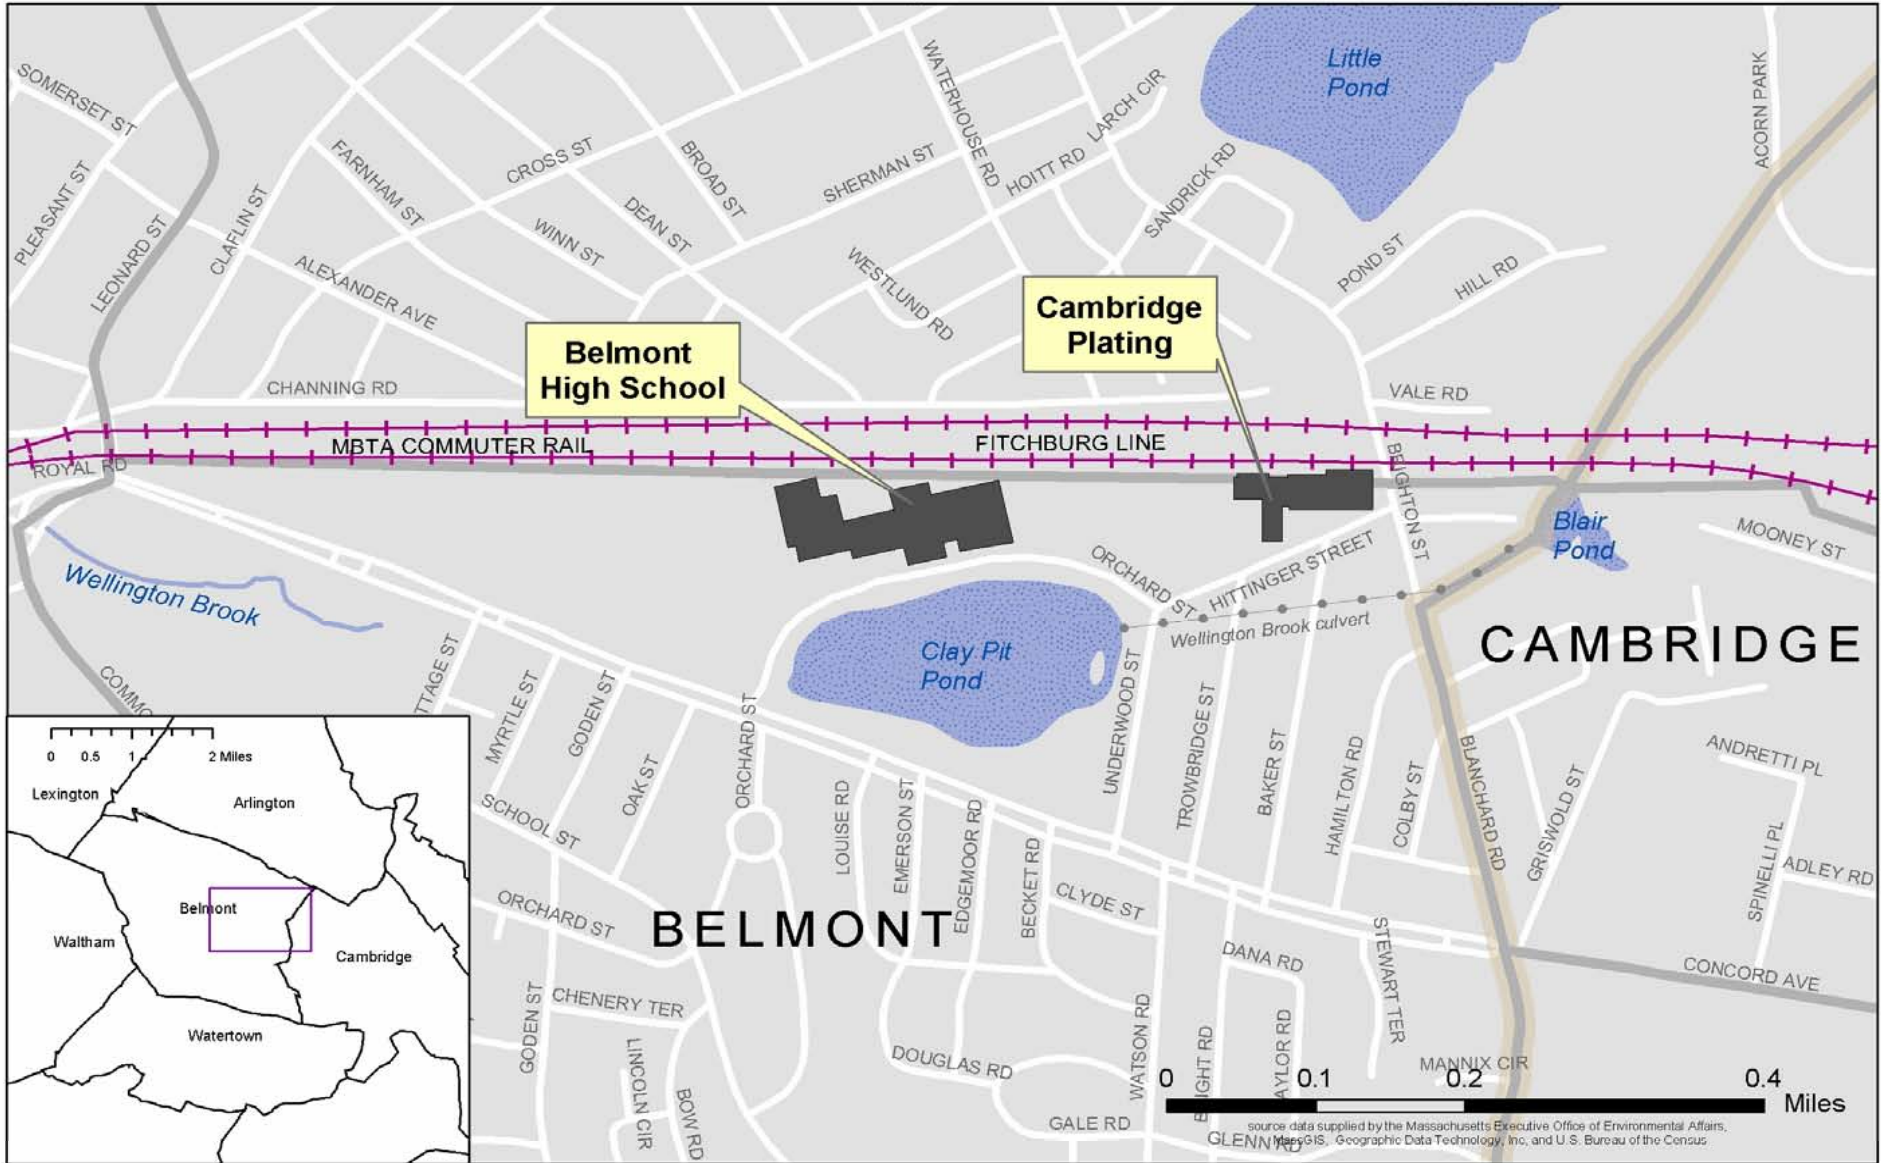 Little
Pond
ACORN PARK
SOMERSET ST
WATERHOUSE RD
LARCH CIR
PLEASANT ST
FARNHAM ST
CROSS ST
BROAD ST
SHERMAN ST
HOITT RD
SANDRICK RD
LEONARD ST
CLAFLIN ST
WINN ST
DEAN ST
ALEXANDER AVE
WESTLUND RD
POND ST
HILL RD
Cambridge
Plating
Belmont
High School
CHANNING RD
VALE RD
MBTA COMMUTER RAIL
FITCHBURG LINE
ROYAL RD
BRIGHTON ST
Blair
Pond
MOONEY ST
Wellington Brook
ORCHARD ST
HITTINGER STREET
Wellington Brook culvert
CAMBRIDGE
Clay Pit
Pond
COMMO
TTAGE ST
MYRTLE ST
GODEN ST
OAK ST
ORCHARD ST
UNDERWOOD ST
TROWBRIDGE ST
BAKER ST
HAMILTON RD
COLBY ST
BLANCHARD RD
GRISWOLD ST
ANDRETTI PL
SPINELLI PL
ADLEY RD
SCHOOL ST
LOUISE RD
EMERSON ST
EDGEMOOR RD
BECKET RD
CLYDE ST
ORCHARD ST
BELMONT
DANA RD
STEWART TER
CONCORD AVE
GODEN ST
CHENERY TER
LINCOLN CIR
BOW RD
DOUGLAS RD
WATSON RD
AYLOR RD
MANNIX CIR
GALE RD
GLENN RD
0 0.1 0.2 0.4
Miles
source data supplied by the Massachusetts Executive Office of Environmental Affairs,
MassGIS, Geographic Data Technology, Inc, and U.S. Bureau of the Census
0 0.5 1 2 Miles
Lexington
Arlington
Belmont
Waltham
Cambridge
Watertown